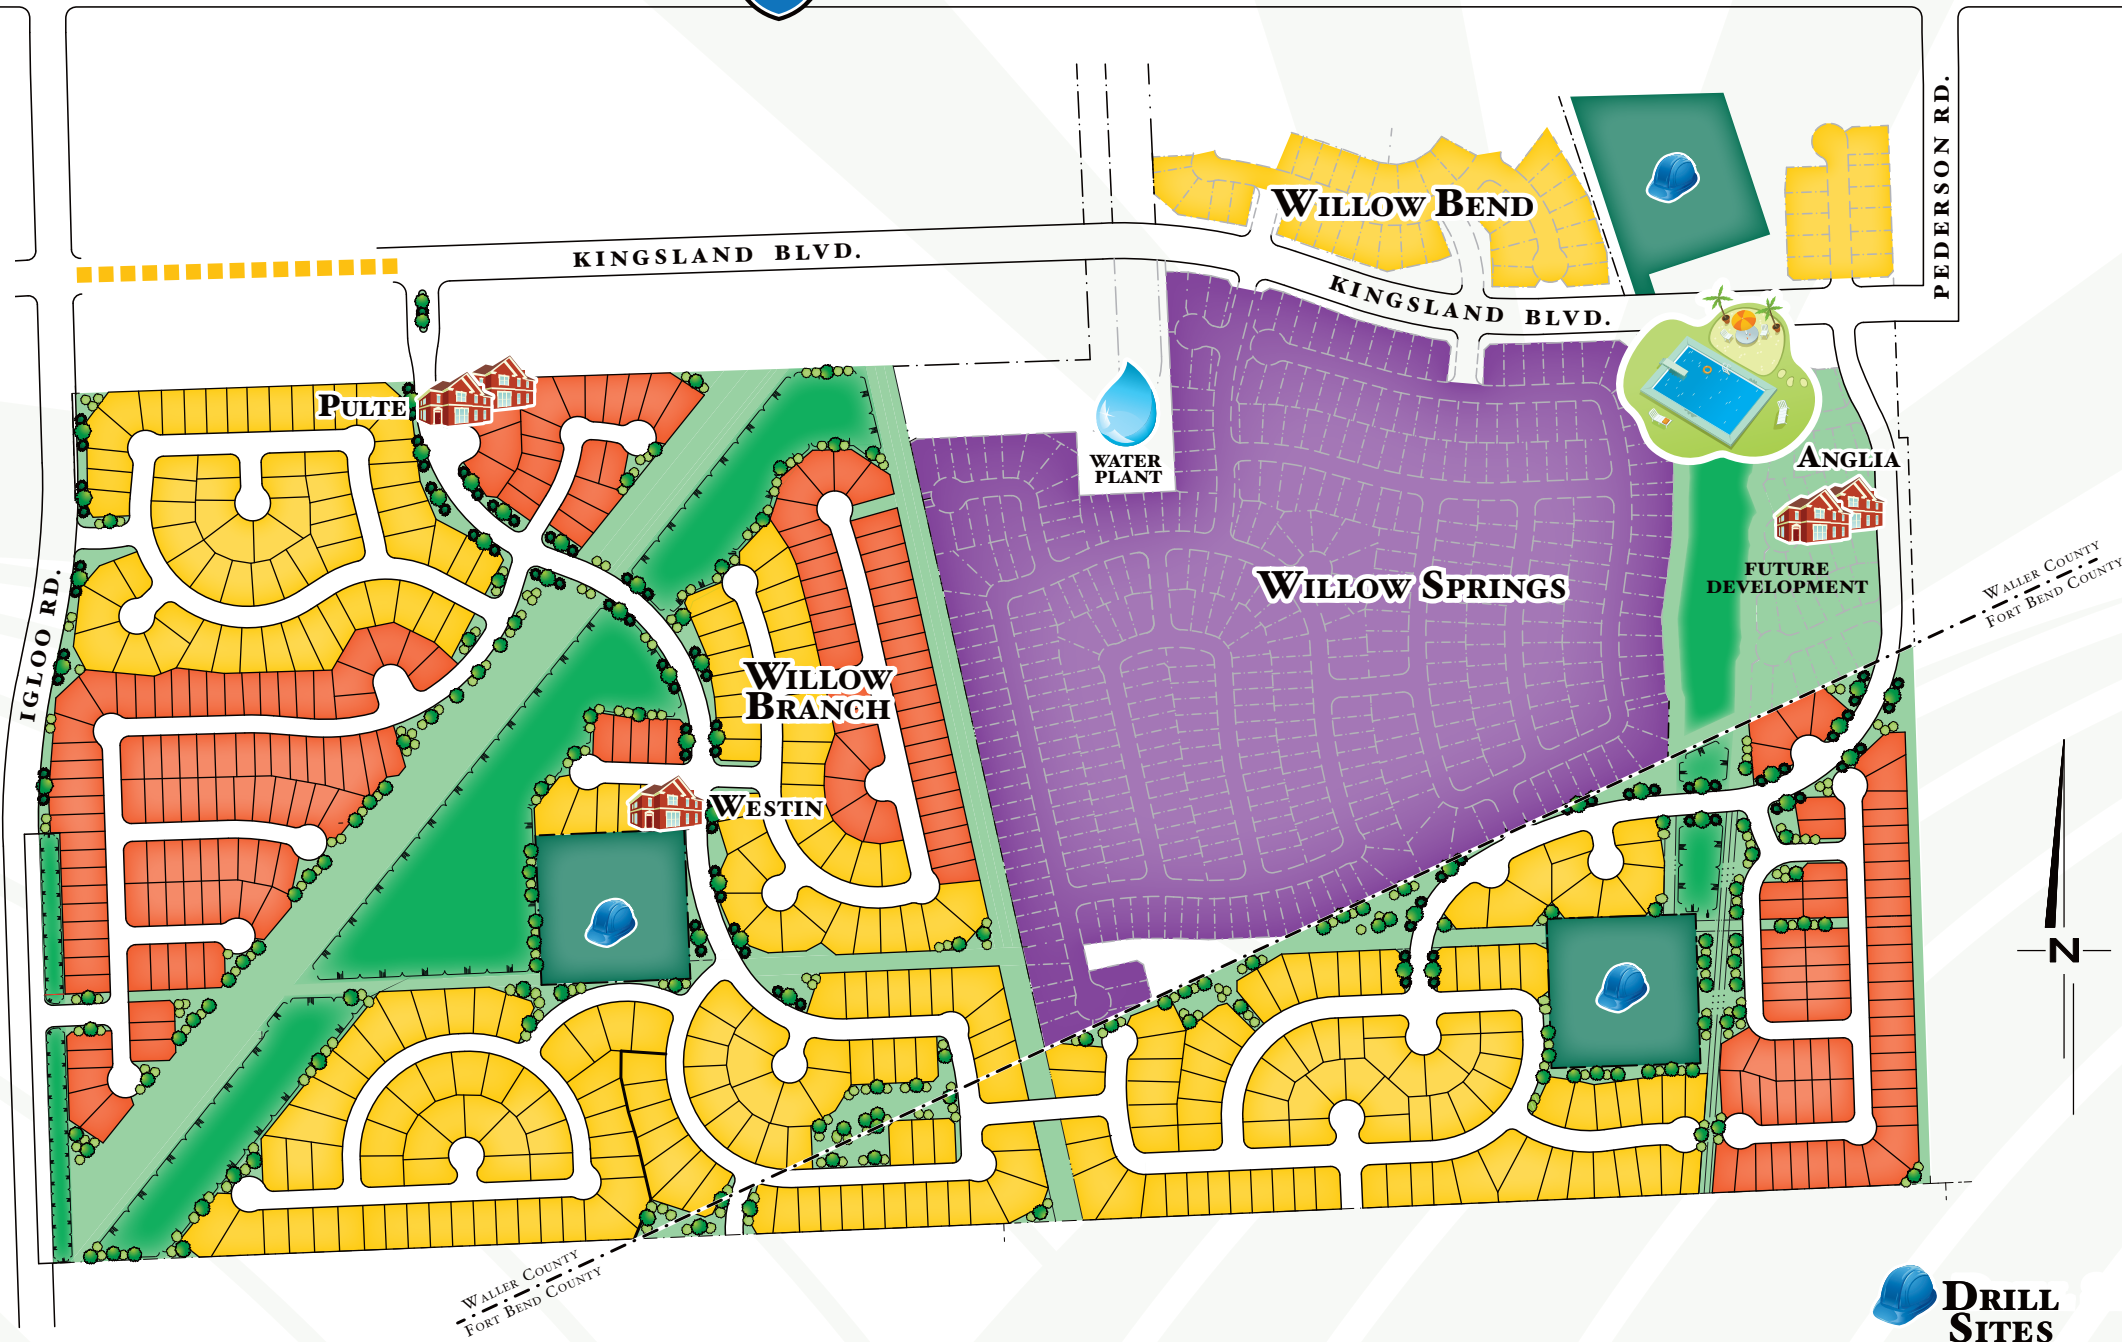 PEDERSON RD.
WILLOW BEND
KINGSLAND BLVD.
KINGSLAND BLVD.
PULTE
WATER
PLANT
ANGLIA
WALLER COUNTY
FORT BEND COUNTY
FUTURE
DEVELOPMENT
WILLOW SPRINGS
IGLOO RD.
WILLOW
BRANCH
WESTIN
N
WALLER COUNTY
FORT BEND COUNTY
DRILL
SITES